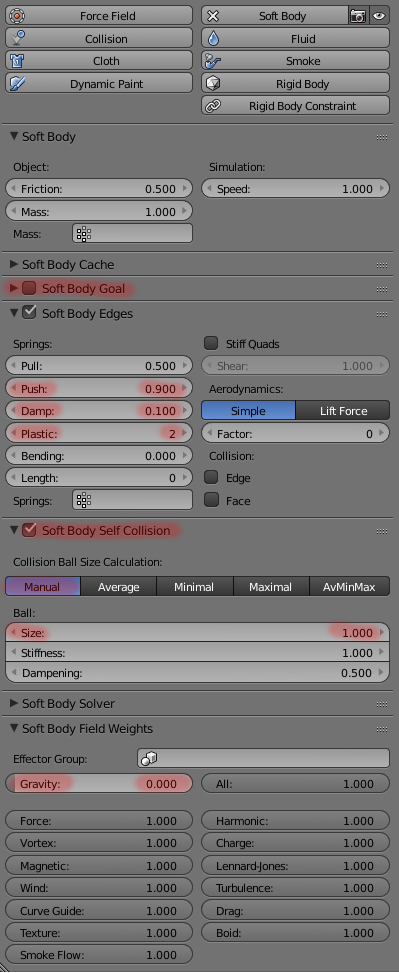 Force Field Soft Body
Collision Fluid
Cloth Smoke
Dynamic Paint Rigid Body
Rigid Body Constraint
Soft Body
Object: Simulation:
Friction: 0.500 Speed: 1.000
Mass: 1.000
Mass:
Soft Body Cache
Soft Body Goal
Soft Body Edges
Springs: Stiff Quads
Pull: 0.500 Shear: 1.000
Push: 0.900 Aerodynamics:
Damp: 0.100 Simple Lift Force
Plastic: 2 Factor: 0
Bending: 0.000 Collision:
Length: 0 Edge
Springs: Face
Soft Body Self Collision
Collision Ball Size Calculation:
Manual Average Minimal Maximal AvMinMax
Ball:
Size: 1.000
Stiffness: 1.000
Dampening: 0.500
Soft Body Solver
Soft Body Field Weights
Effector Group:
Gravity: 0.000 All: 1.000
Force: 1.000 Harmonic: 1.000
Vortex: 1.000 Charge: 1.000
Magnetic: 1.000 Lennard-Jones: 1.000
Wind: 1.000 Turbulence: 1.000
Curve Guide: 1.000 Drag: 1.000
Texture: 1.000 Boid: 1.000
Smoke Flow: 1.000